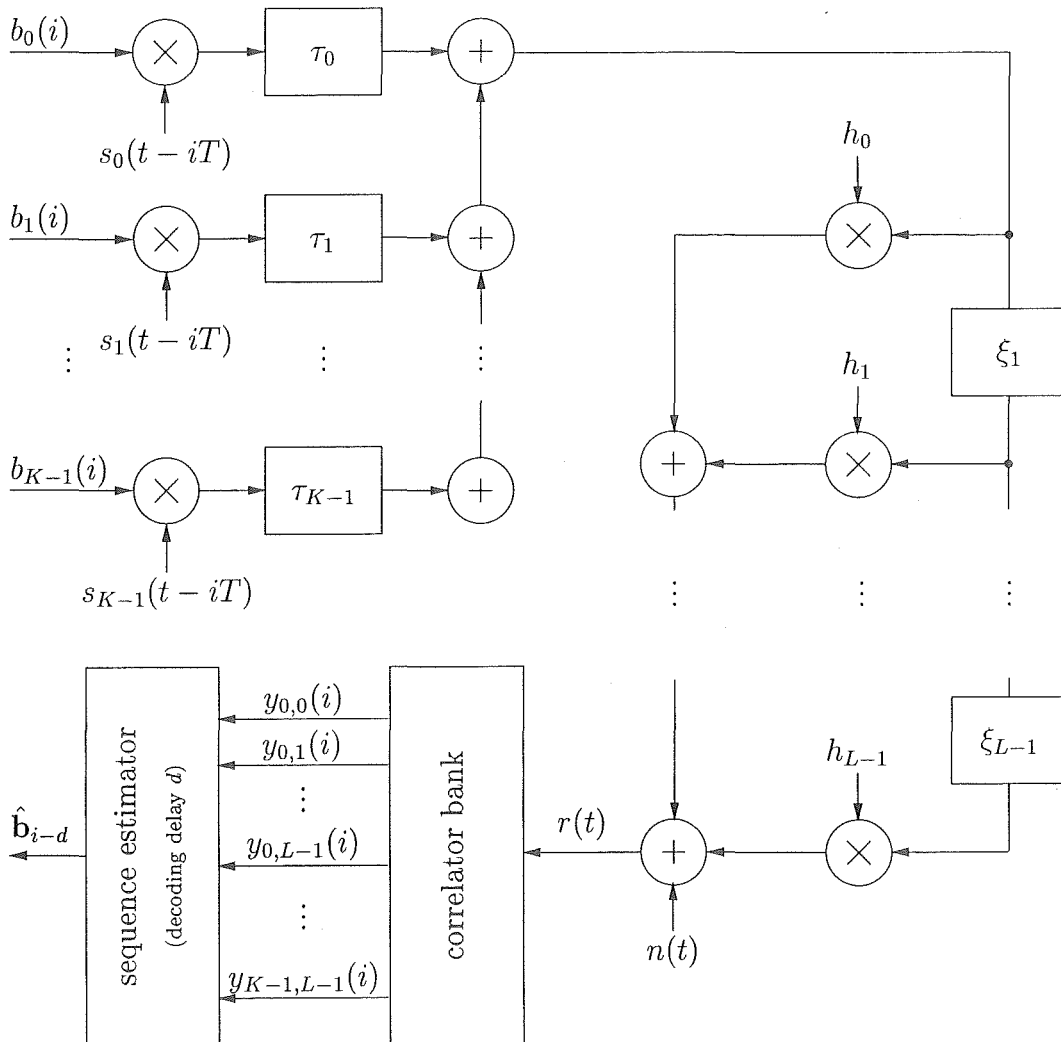 b_0(i)
×
τ_0
+
s_0(t − iT)
h_0
b_1(i)
×
τ_1
+
×
s_1(t − iT)
⋮ ⋮ ⋮
ξ_1
h_1
b_{K−1}(i)
×
τ_{K−1}
+
+
×
s_{K−1}(t − iT)
⋮ ⋮ ⋮
sequence estimator
(decoding delay d)
correlator bank
y_{0,0}(i)
y_{0,1}(i)
⋮
y_{0,L−1}(i)
⋮
y_{K−1,L−1}(i)
b̂_{i−d}
h_{L−1}
ξ_{L−1}
r(t)
+
×
n(t)